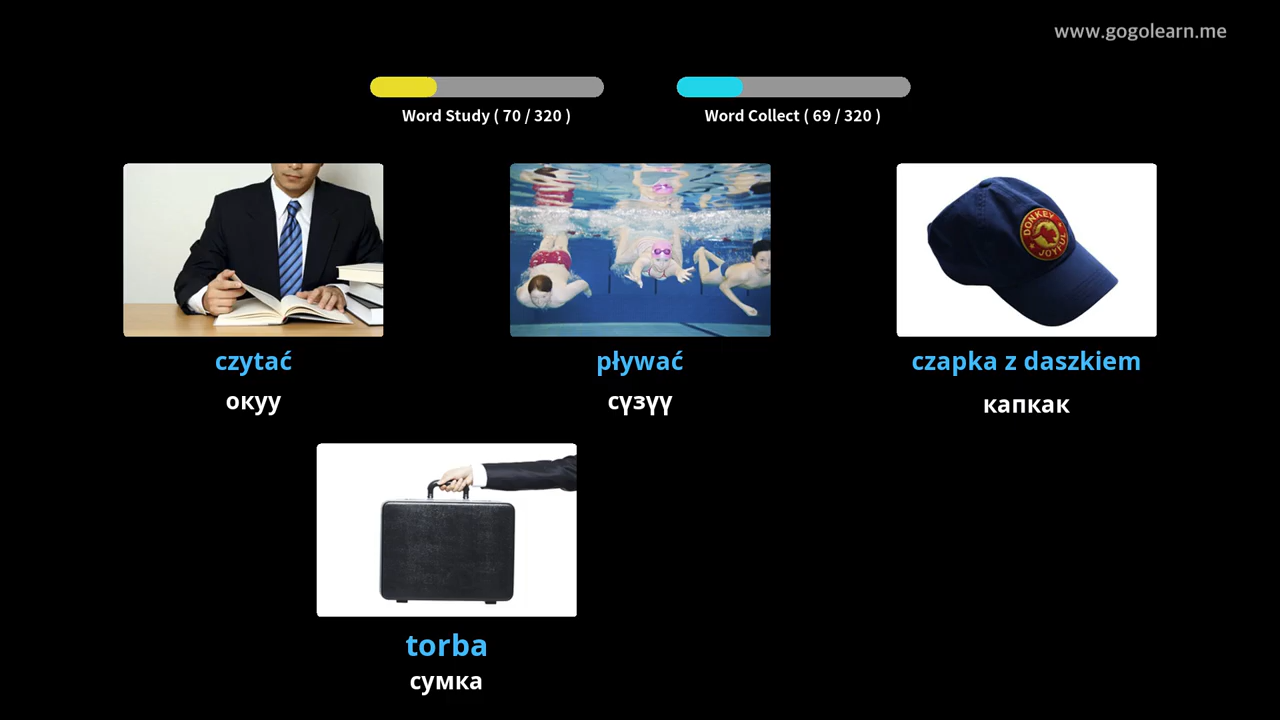 www.gogolearn.me
Word Study ( 70 / 320 )
Word Collect ( 69 / 320 )
DONKEY
JOYFUL
czytać
pływać
czapka z daszkiem
окуу
сүзүү
капкак
torba
сумка